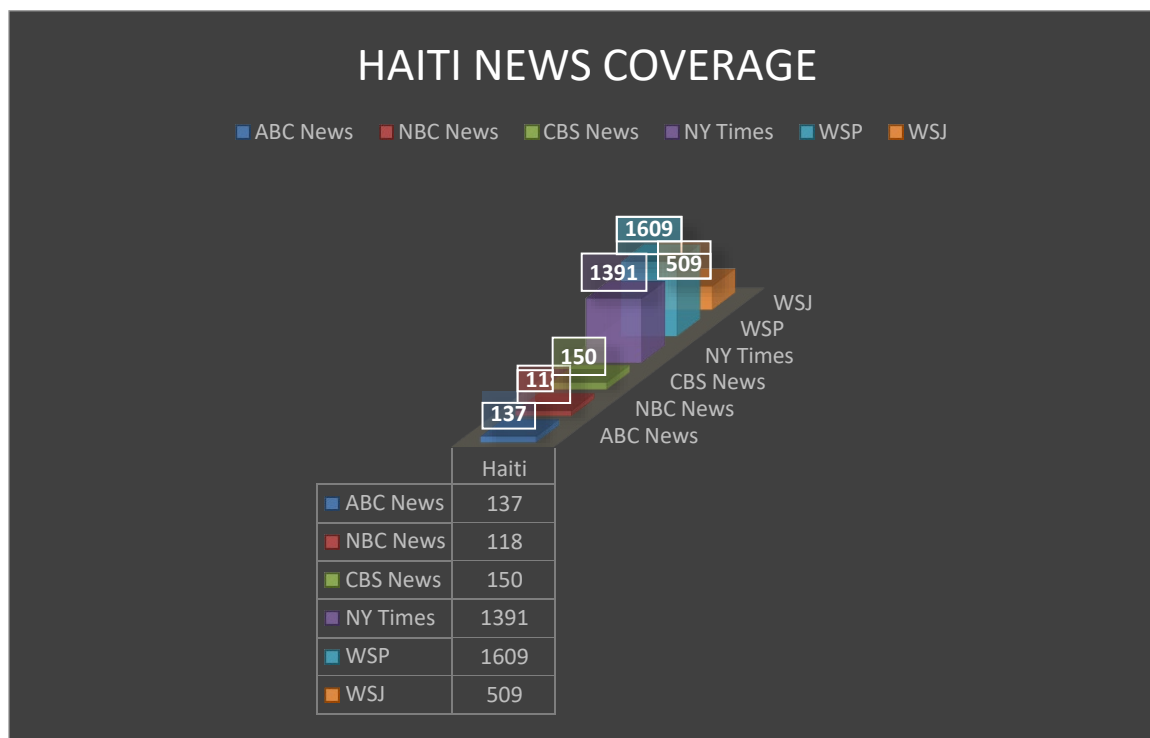 HAITI NEWS COVERAGE
ABC News NBC News CBS News NY Times WSP WSJ
1609
509
1391
150
118
137
WSJ
WSP
NY Times
CBS News
NBC News
ABC News
Haiti
ABC News 137
NBC News 118
CBS News 150
NY Times 1391
WSP 1609
WSJ 509